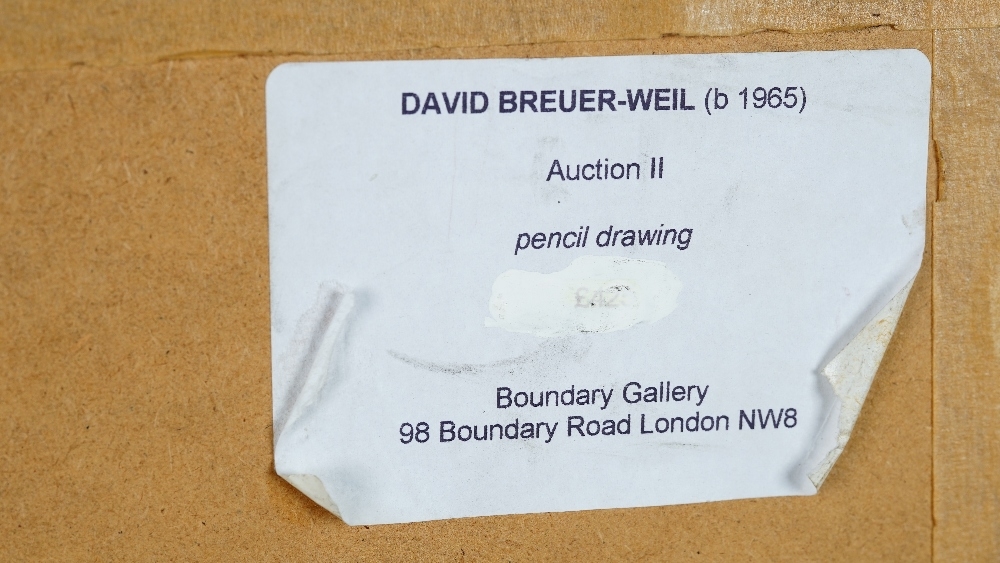 DAVID BREUER-WEIL (b 1965)
Auction II
pencil drawing
Boundary Gallery
98 Boundary Road London NW8